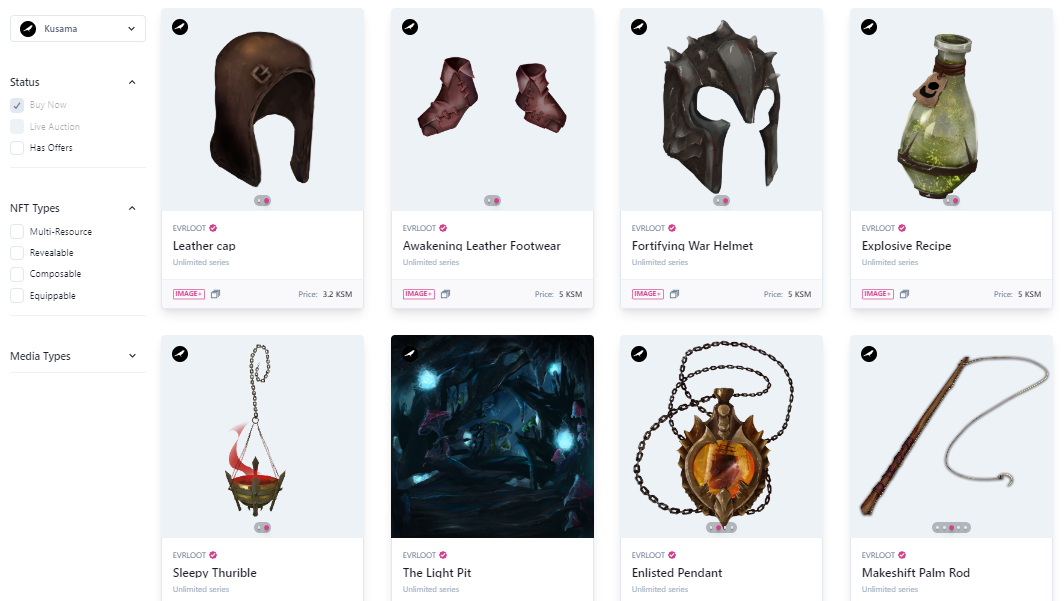 Kusama
Status
Buy Now
Live Auction
Has Offers
NFT Types
Multi-Resource
Revealable
Composable
Equippable
Media Types
EVRLOOT
Leather cap
Unlimited series
IMAGE+
Price: 3.2 KSM
EVRLOOT
Awakening Leather Footwear
Unlimited series
IMAGE+
Price: 5 KSM
EVRLOOT
Fortifying War Helmet
Unlimited series
IMAGE+
Price: 5 KSM
EVRLOOT
Explosive Recipe
Unlimited series
IMAGE+
Price: 5 KSM
EVRLOOT
Sleepy Thurible
Unlimited series
EVRLOOT
The Light Pit
Unlimited series
EVRLOOT
Enlisted Pendant
Unlimited series
EVRLOOT
Makeshift Palm Rod
Unlimited series